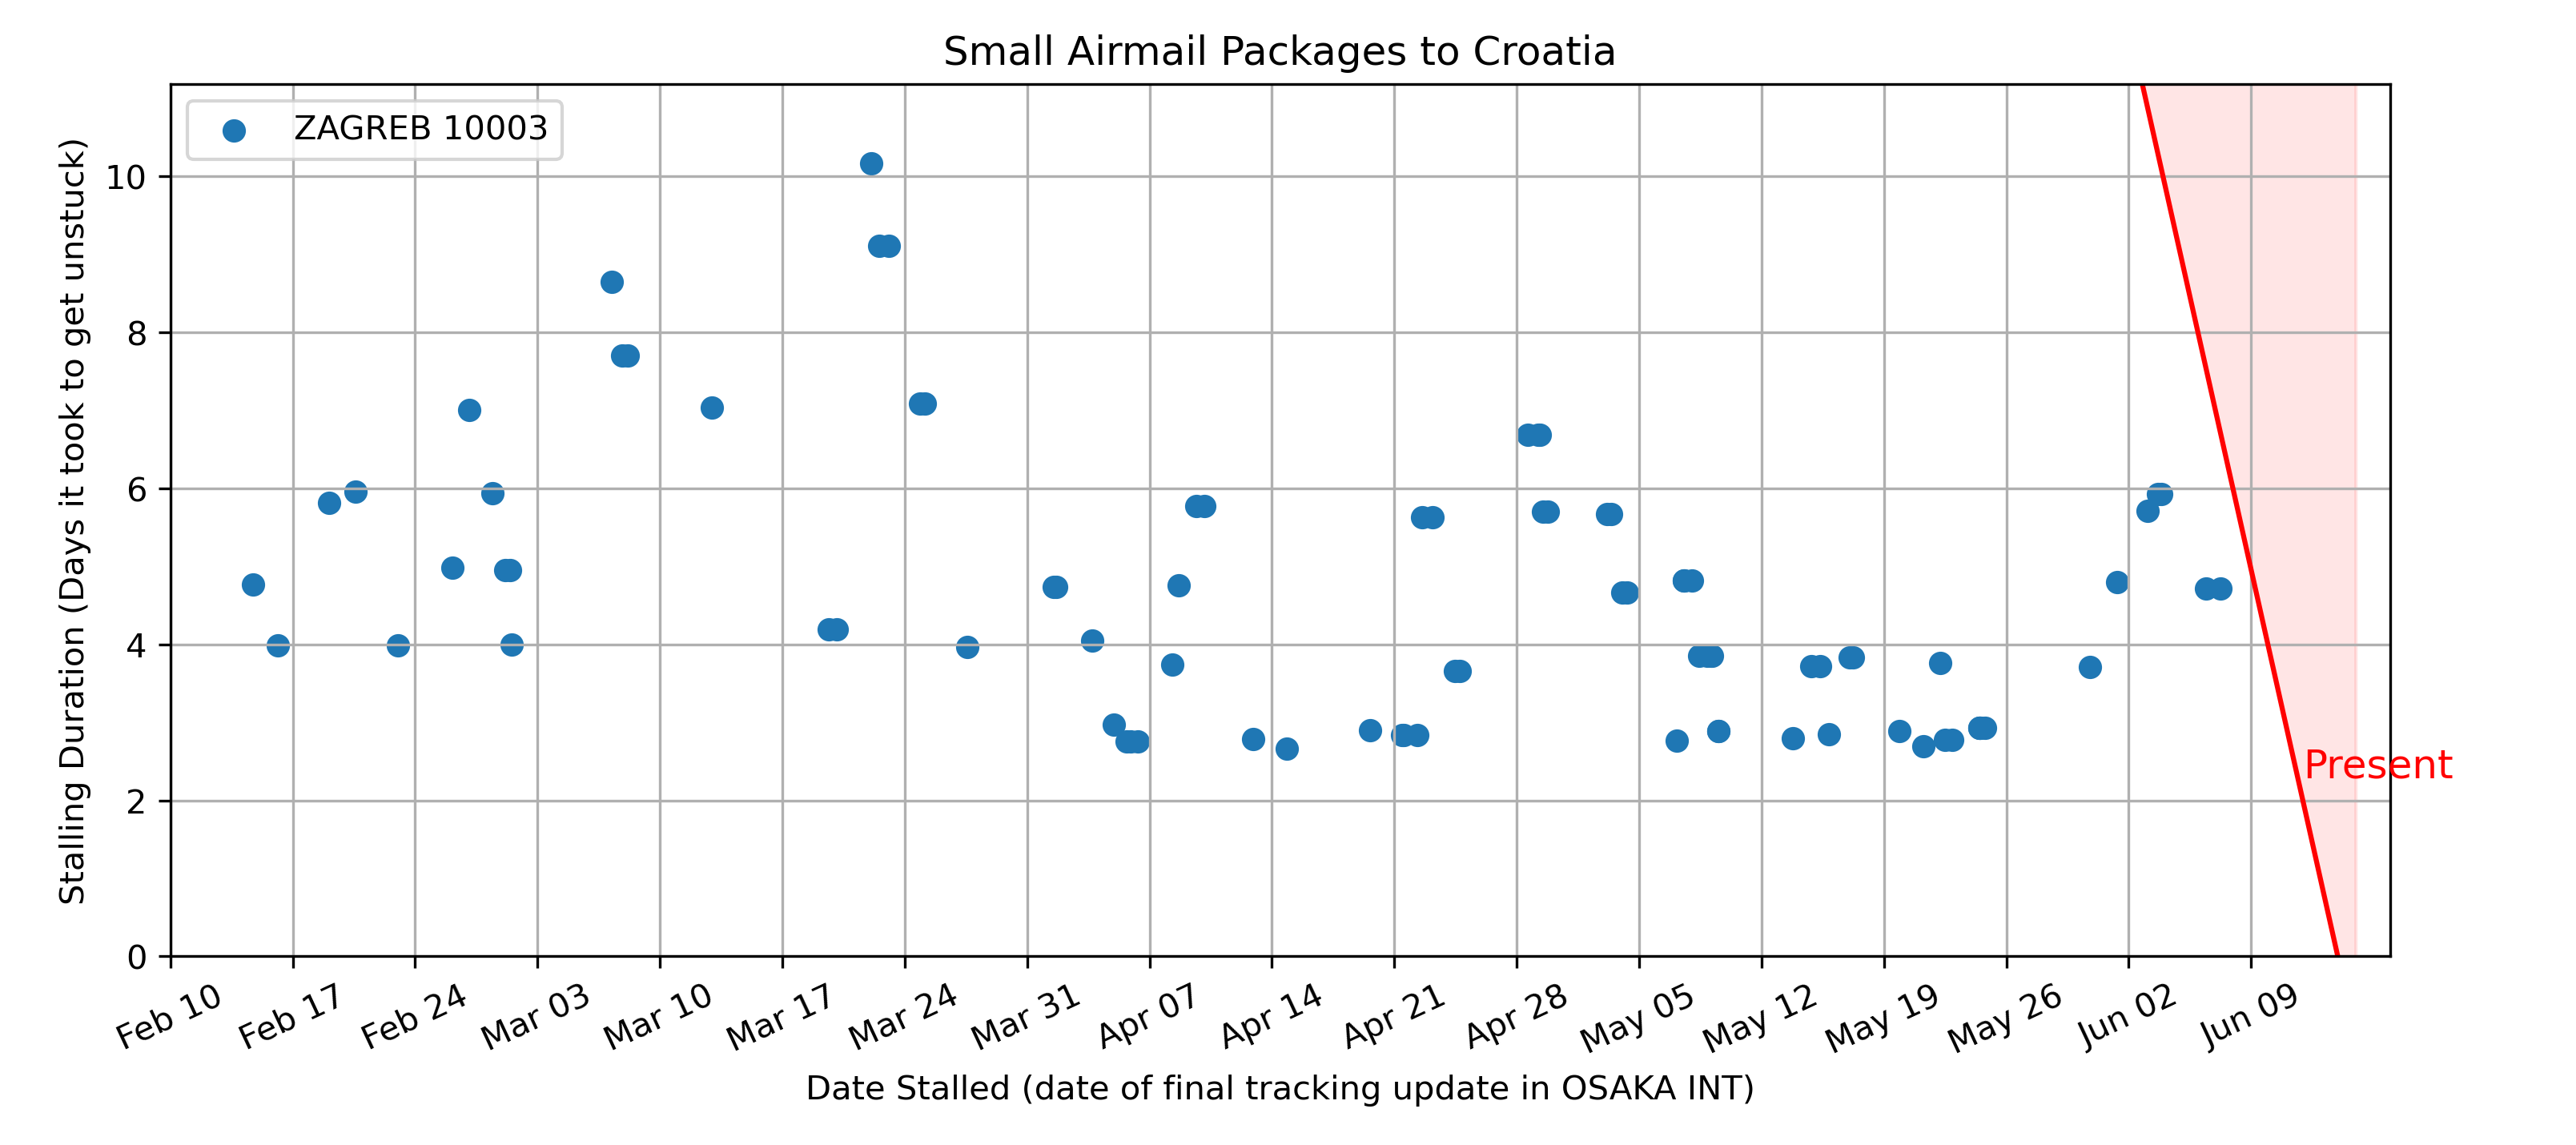 Small Airmail Packages to Croatia
ZAGREB 10003
Stalling Duration (Days it took to get unstuck)
10
8
6
4
2
0
Present
Feb 10
Feb 17
Feb 24
Mar 03
Mar 10
Mar 17
Mar 24
Mar 31
Apr 07
Apr 14
Apr 21
Apr 28
May 05
May 12
May 19
May 26
Jun 02
Jun 09
Date Stalled (date of final tracking update in OSAKA INT)